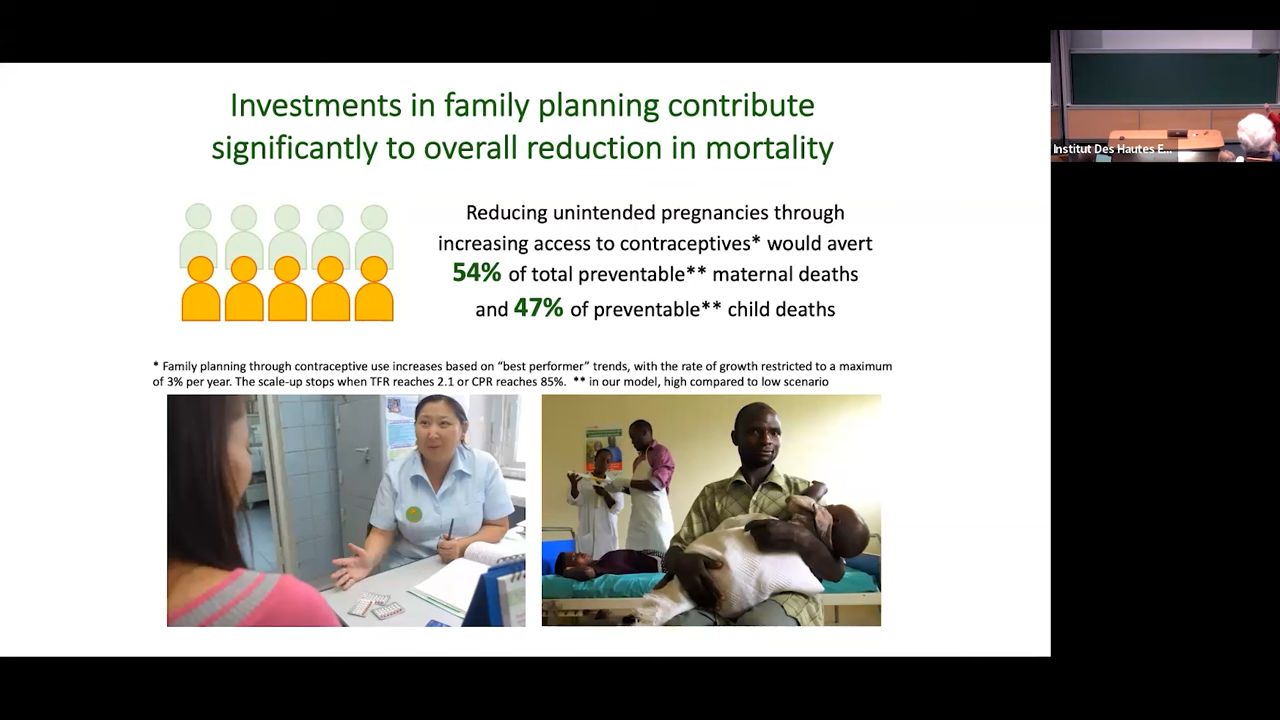 Investments in family planning contribute
significantly to overall reduction in mortality
Reducing unintended pregnancies through
increasing access to contraceptives* would avert
54% of total preventable** maternal deaths
and 47% of preventable** child deaths
* Family planning through contraceptive use increases based on “best performer” trends, with the rate of growth restricted to a maximum
of 3% per year. The scale-up stops when TFR reaches 2.1 or CPR reaches 85%.  ** in our model, high compared to low scenario
Institut Des Hautes E...